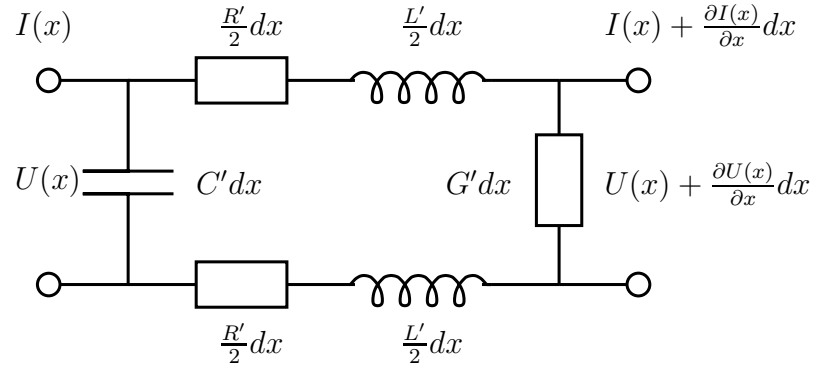 I(x) R′/2 dx L′/2 dx I(x) + ∂I(x)/∂x dx
U(x) C′dx G′dx U(x) + ∂U(x)/∂x dx
R′/2 dx L′/2 dx